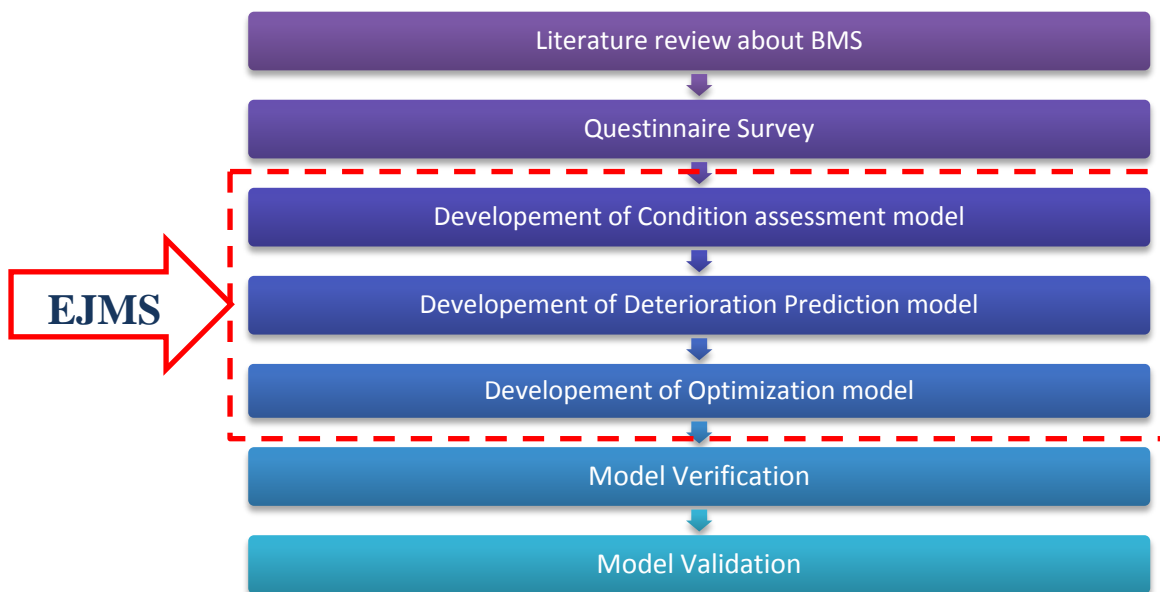 Literature review about BMS
Questinnaire Survey
Developement of Condition assessment model
EJMS
Developement of Deterioration Prediction model
Developement of Optimization model
Model Verification
Model Validation